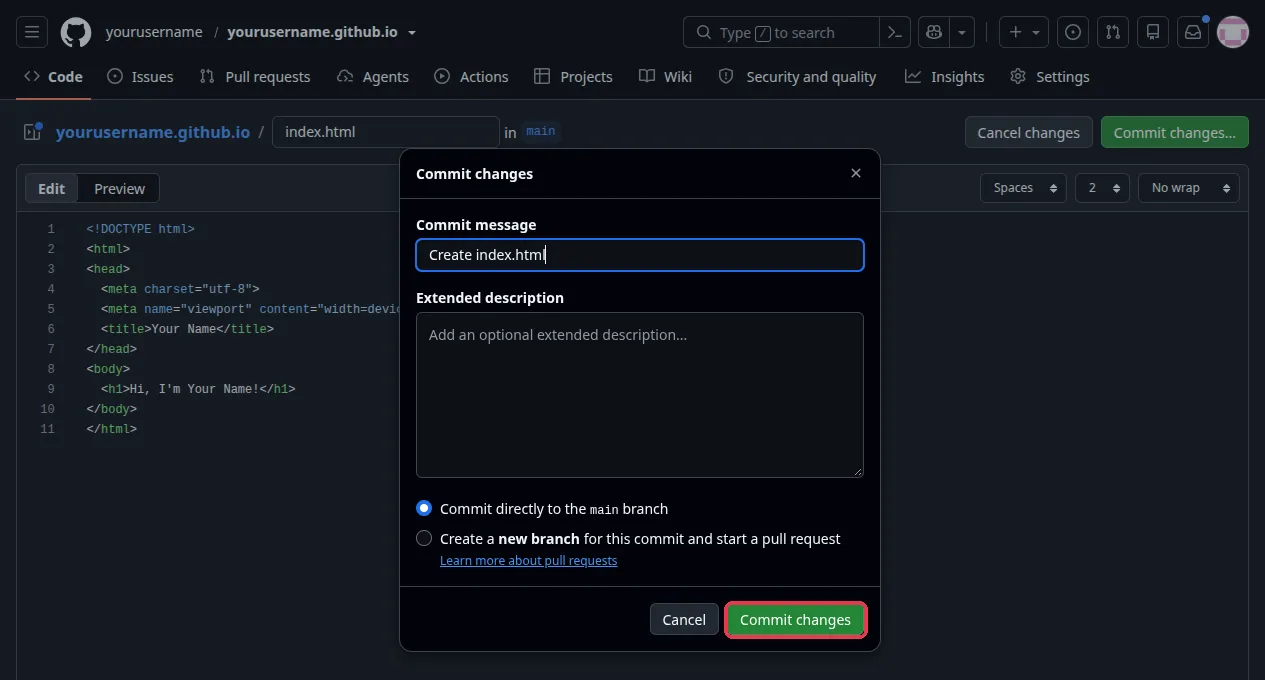 yourusername / yourusername.github.io
Type / to search
Code Issues Pull requests Agents Actions Projects Wiki Security and quality Insights Settings
yourusername.github.io / index.html in main
Cancel changes Commit changes...
Edit Preview
Spaces 2 No wrap
1 <!DOCTYPE html>
2 <html>
3 <head>
4 <meta charset="utf-8">
5 <meta name="viewport" content="width=devic
6 <title>Your Name</title>
7 </head>
8 <body>
9 <h1>Hi, I'm Your Name!</h1>
10 </body>
11 </html>
Commit changes
Commit message
Create index.html
Extended description
Add an optional extended description...
Commit directly to the main branch
Create a new branch for this commit and start a pull request
Learn more about pull requests
Cancel Commit changes